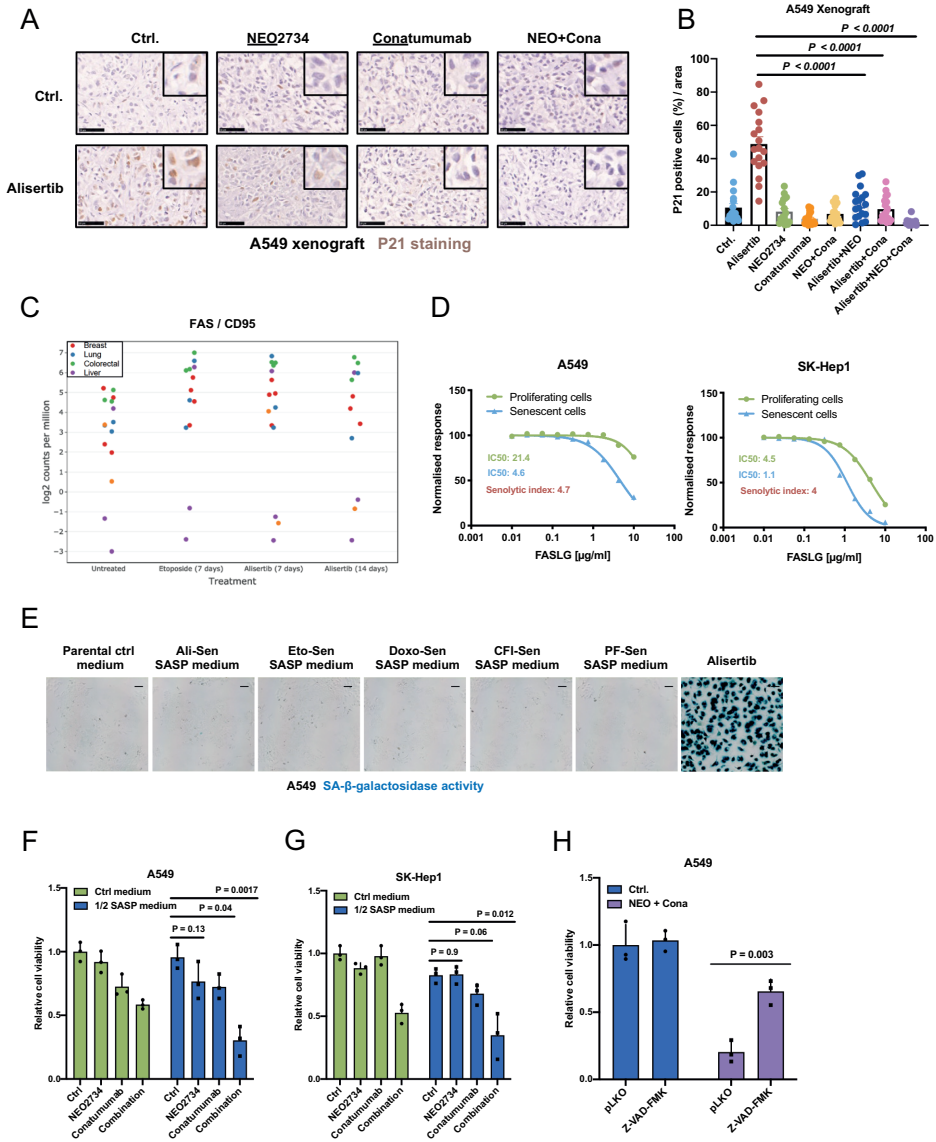 A
Ctrl.
NEO2734
Conatumumab
NEO+Cona
Ctrl.
Alisertib
A549 xenograft P21 staining
B
A549 Xenograft
P < 0.0001
P < 0.0001
P < 0.0001
P21 positive cells (%) / area
100
80
60
40
20
0
Ctrl.
Alisertib
NEO2734
Conatumumab
NEO+Cona
Alisertib+NEO
Alisertib+Cona
Alisertib+NEO+Cona
C
FAS / CD95
Breast
Lung
Colorectal
Liver
log2 counts per million
7
6
5
4
3
2
1
0
−1
−2
−3
Untreated
Etoposide (7 days)
Alisertib (7 days)
Alisertib (14 days)
Treatment
D
A549
Proliferating cells
Senescent cells
IC50: 21.4
IC50: 4.6
Senolytic index: 4.7
Normalised response
150
100
50
0
0.001
0.01
0.1
1
10
100
FASLG [µg/ml]
SK-Hep1
Proliferating cells
Senescent cells
IC50: 4.5
IC50: 1.1
Senolytic index: 4
Normalised response
150
100
50
0
0.001
0.01
0.1
1
10
100
FASLG [µg/ml]
E
Parental ctrl
medium
Ali-Sen
SASP medium
Eto-Sen
SASP medium
Doxo-Sen
SASP medium
CFI-Sen
SASP medium
PF-Sen
SASP medium
Alisertib
A549 SA-β-galactosidase activity
F
A549
Ctrl medium
1/2 SASP medium
P = 0.0017
P = 0.04
P = 0.13
Relative cell viability
1.5
1.0
0.5
0.0
Ctrl
NEO2734
Conatumumab
Combination
Ctrl
NEO2734
Conatumumab
Combination
G
SK-Hep1
Ctrl medium
1/2 SASP medium
P = 0.012
P = 0.06
P = 0.9
Relative cell viability
1.5
1.0
0.5
0.0
Ctrl
NEO2734
Conatumumab
Combination
Ctrl
NEO2734
Conatumumab
Combination
H
A549
Ctrl.
NEO + Cona
P = 0.003
Relative cell viability
1.5
1.0
0.5
0.0
pLKO
Z-VAD-FMK
pLKO
Z-VAD-FMK